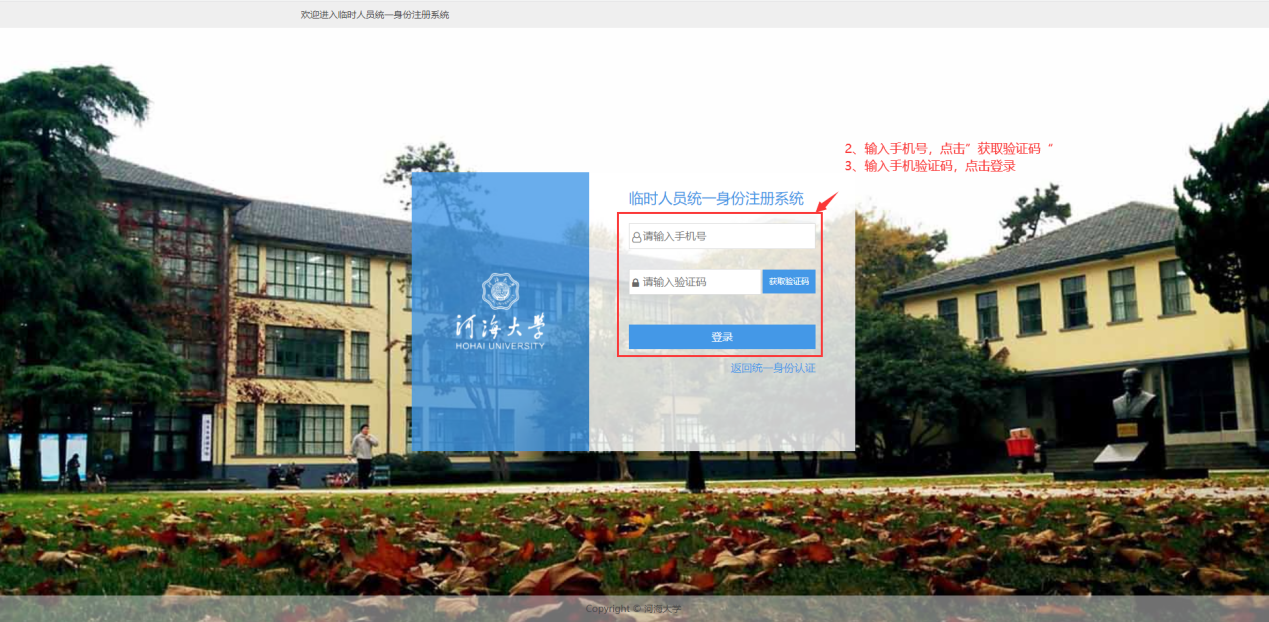 欢迎进入临时人员统一身份注册系统
2、输入手机号，点击”获取验证码 “
3、输入手机验证码，点击登录
临时人员统一身份注册系统
请输入手机号
请输入验证码
获取验证码
登录
返回统一身份认证
河海大学
HOHAI UNIVERSITY
Copyright © 河海大学